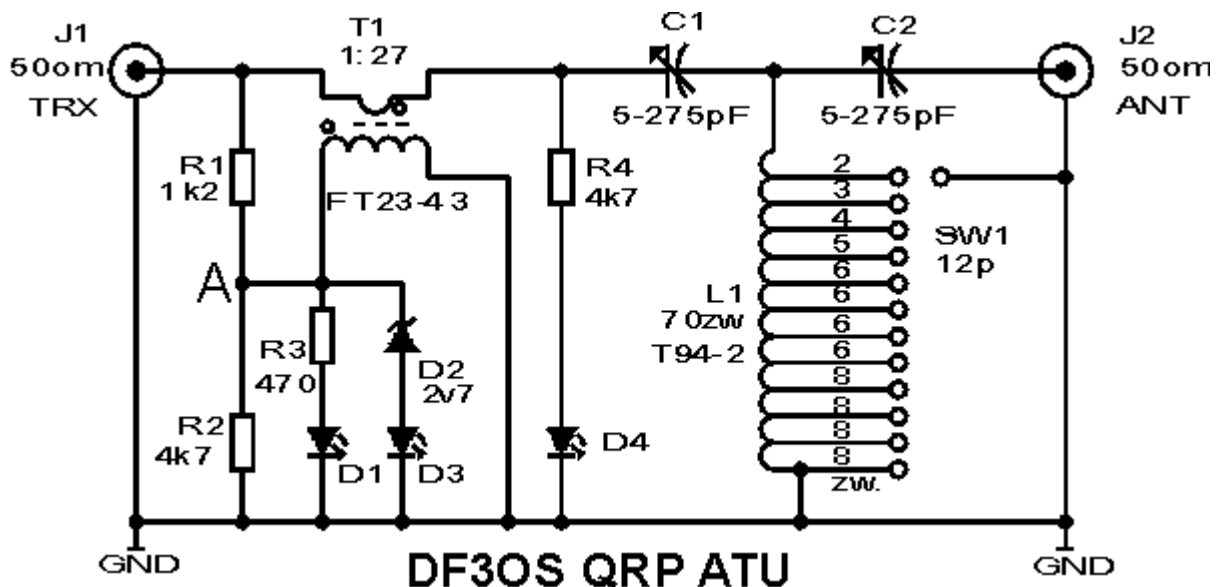 J1
50om
TRX
T1
1:27
C1
5-275pF
C2
5-275pF
J2
50om
ANT
R1
1k2
FT23-43
R4
4k7
A
R3
470
D2
2v7
R2
4k7
D1
D3
D4
L1
70zw
T94-2
2
3
4
5
6
6
6
6
8
8
8
8
zw.
SW1
12p
GND
GND
DF3OS QRP ATU